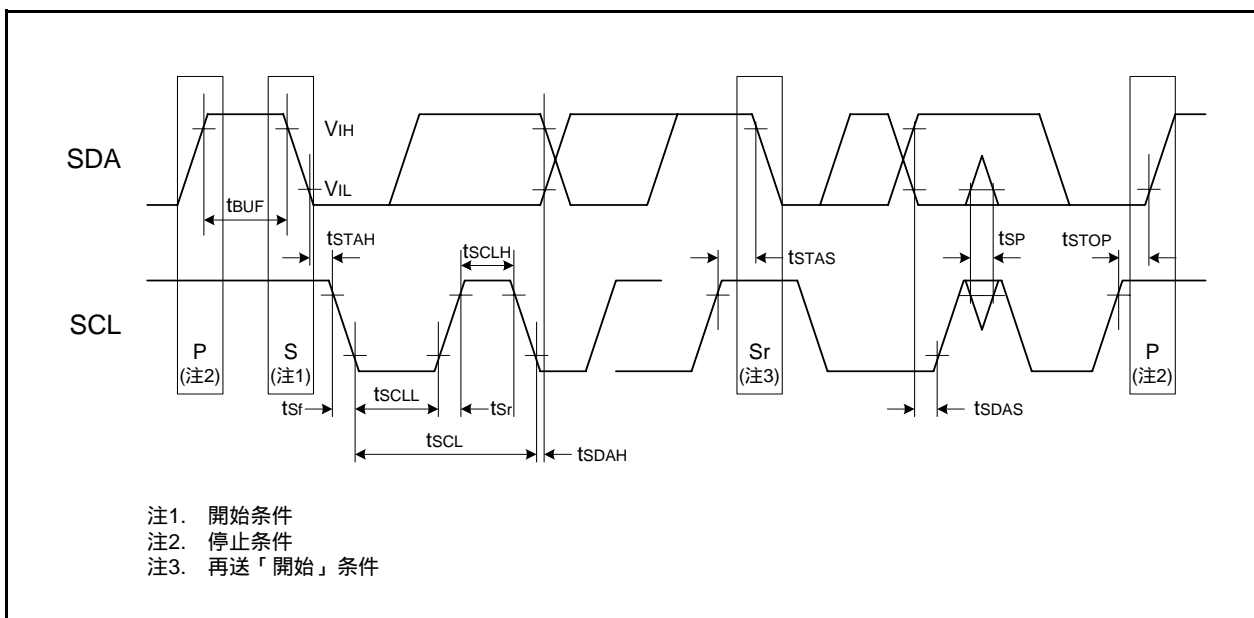 SDA
VIH
VIL
tBUF
tSTAH
tSCLH
tSTAS
tSP
tSTOP
SCL
P
(注2)
S
(注1)
Sr
(注3)
P
(注2)
tSf
tSCLL
tSr
tSDAS
tSCL
tSDAH
注1. 開始条件
注2. 停止条件
注3. 再送「開始」条件